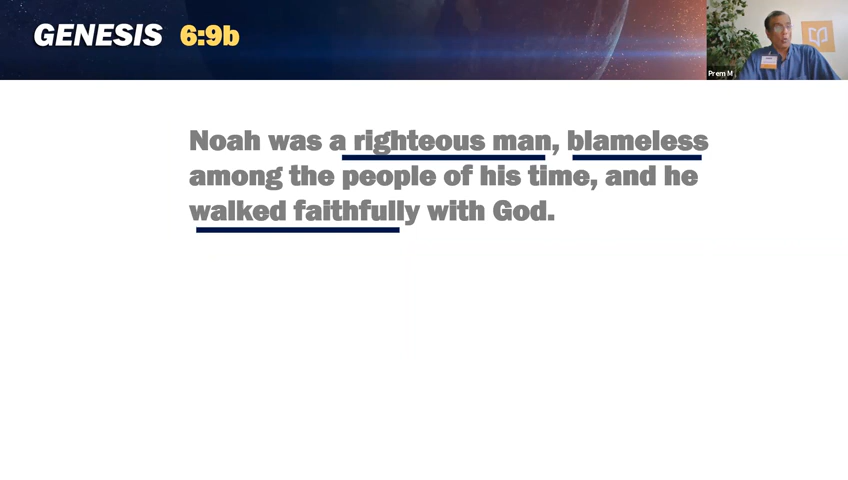 GENESIS 6:9b
Prem M
Noah was a righteous man, blameless
among the people of his time, and he
walked faithfully with God.